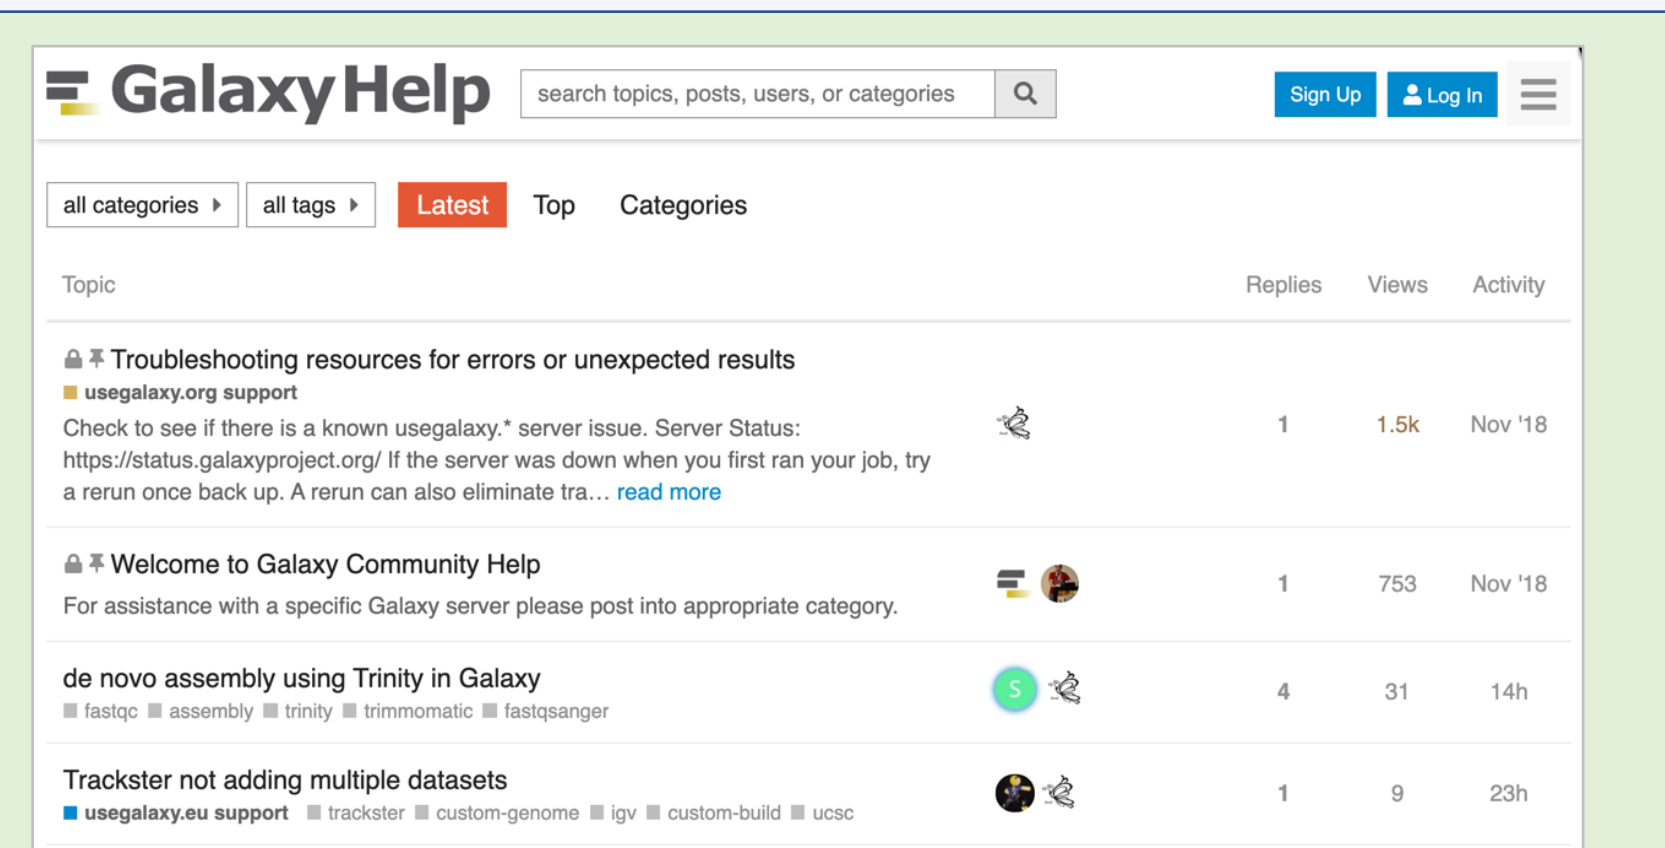 Galaxy Help
search topics, posts, users, or categories
Sign Up
Log In
all categories
all tags
Latest
Top
Categories
Topic
Replies
Views
Activity
Troubleshooting resources for errors or unexpected results
usegalaxy.org support
Check to see if there is a known usegalaxy.* server issue. Server Status:
https://status.galaxyproject.org/ If the server was down when you first ran your job, try
a rerun once back up. A rerun can also eliminate tra… read more
1
1.5k
Nov '18
Welcome to Galaxy Community Help
For assistance with a specific Galaxy server please post into appropriate category.
1
753
Nov '18
de novo assembly using Trinity in Galaxy
fastqc assembly trinity trimmomatic fastqsanger
S
4
31
14h
Trackster not adding multiple datasets
usegalaxy.eu support trackster custom-genome igv custom-build ucsc
1
9
23h